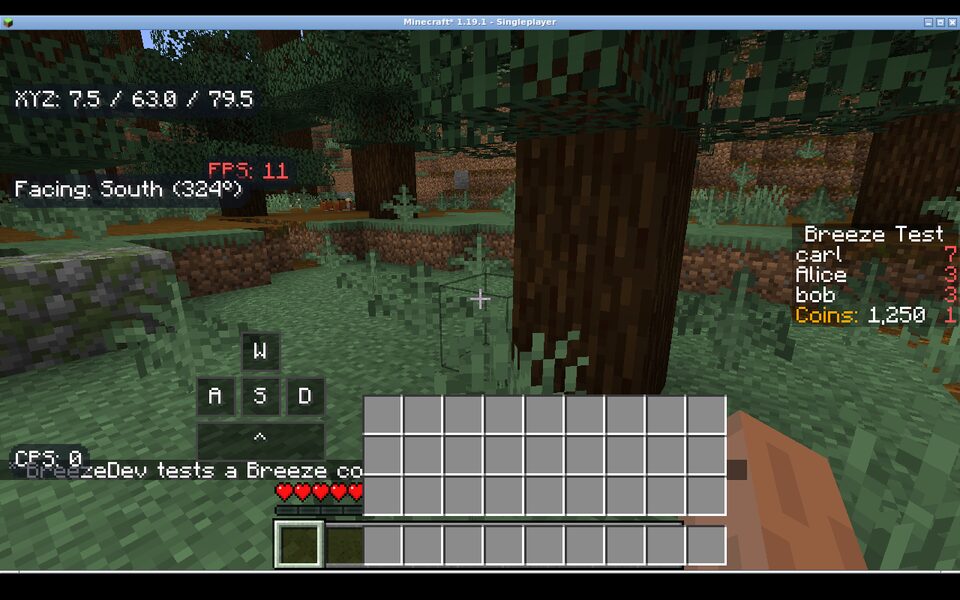 Minecraft* 1.19.1 - Singleplayer
XYZ: 7.5 / 63.0 / 79.5
FPS: 11
Facing: South (324º)
Breeze Test
carl 7
Alice 3
bob 3
Coins: 1,250 1
W
A S D
^
CPS: 0
BreezeDev tests a Breeze co